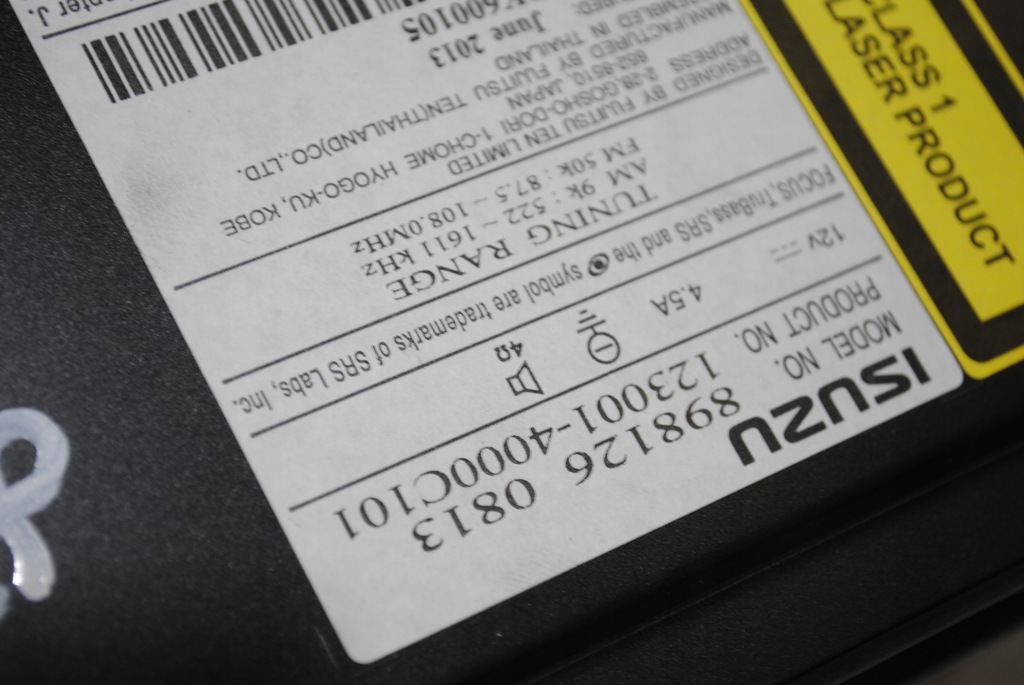 ISUZU
MODEL NO. 898126 0813
PRODUCT NO. 123001-4000C101
12V 4.5A 4Ω
FOCUS,TruBass,SRS and the symbol are trademarks of SRS Labs, Inc.
TUNING RANGE
AM 9k : 522 ~ 1611 kHz
FM 50k : 87.5 ~ 108.0MHz
DESIGNED BY FUJITSU TEN LIMITED
ADDRESS 2-28 GOSHO-DORI 1-CHOME HYOGO-KU, KOBE
652-8510, JAPAN
MANUFACTURED BY FUJITSU TEN(THAILAND)CO.,LTD.
IN THAILAND
June 2013
600105
CLASS 1
LASER PRODUCT